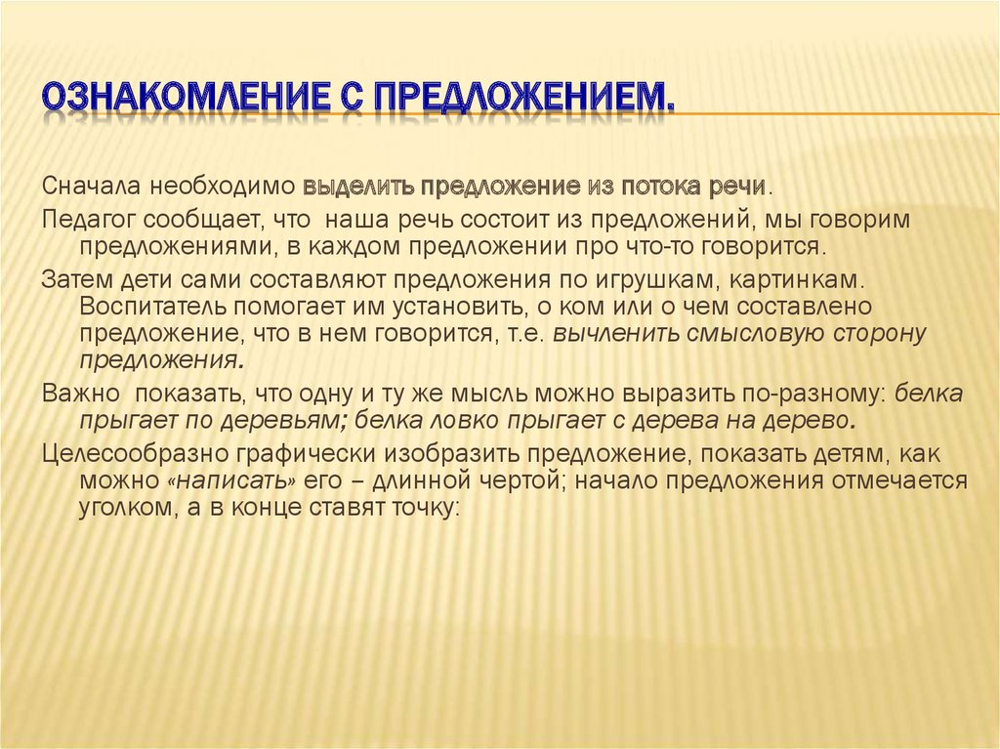 ОЗНАКОМЛЕНИЕ С ПРЕДЛОЖЕНИЕМ.
Сначала необходимо выделить предложение из потока речи.
Педагог сообщает, что наша речь состоит из предложений, мы говорим
предложениями, в каждом предложении про что-то говорится.
Затем дети сами составляют предложения по игрушкам, картинкам.
Воспитатель помогает им установить, о ком или о чем составлено
предложение, что в нем говорится, т.е. вычленить смысловую сторону
предложения.
Важно показать, что одну и ту же мысль можно выразить по-разному: белка
прыгает по деревьям; белка ловко прыгает с дерева на дерево.
Целесообразно графически изобразить предложение, показать детям, как
можно «написать» его – длинной чертой; начало предложения отмечается
уголком, а в конце ставят точку: